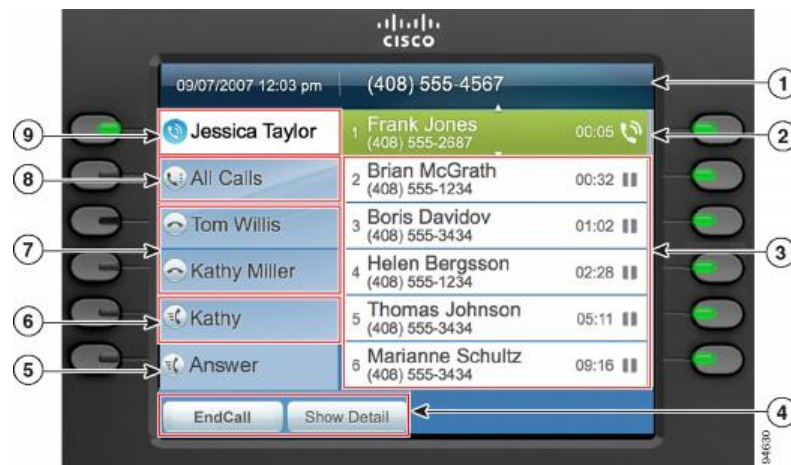 CISCO
09/07/2007 12:03 pm (408) 555-4567
1
9 Jessica Taylor 1 Frank Jones 00:05 2
(408) 555-2687
8 All Calls 2 Brian McGrath 00:32
(408) 555-1234
Tom Willis 3 Boris Davidov 01:02
(408) 555-3434
7 3
Kathy Miller 4 Helen Bergsson 02:28
(408) 555-1234
6 Kathy 5 Thomas Johnson 05:11
(408) 555-3434
5 Answer 6 Marianne Schultz 09:16
(408) 555-3434
EndCall Show Detail 4
94630